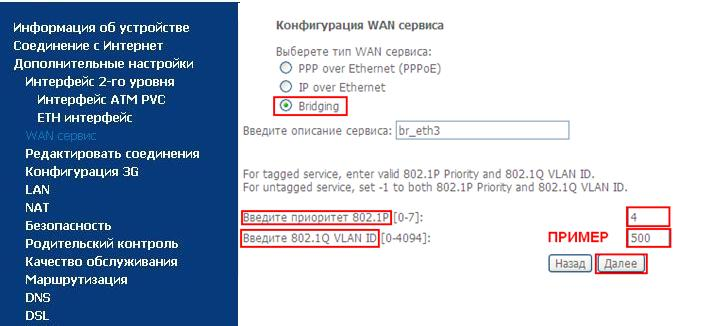 Информация об устройстве
Соединение с Интернет
Дополнительные настройки
Интерфейс 2-го уровня
Интерфейс ATM PVC
ETH интерфейс
WAN сервис
Редактировать соединения
Конфигурация 3G
LAN
NAT
Безопасность
Родительский контроль
Качество обслуживания
Маршрутизация
DNS
DSL
Конфигурация WAN сервиса
Выберете тип WAN сервиса:
PPP over Ethernet (PPPoE)
IP over Ethernet
Bridging
Введите описание сервиса: br_eth3
For tagged service, enter valid 802.1P Priority and 802.1Q VLAN ID.
For untagged service, set -1 to both 802.1P Priority and 802.1Q VLAN ID.
Введите приоритет 802.1P [0-7]: 4
Введите 802.1Q VLAN ID [0-4094]: ПРИМЕР 500
Назад Далее